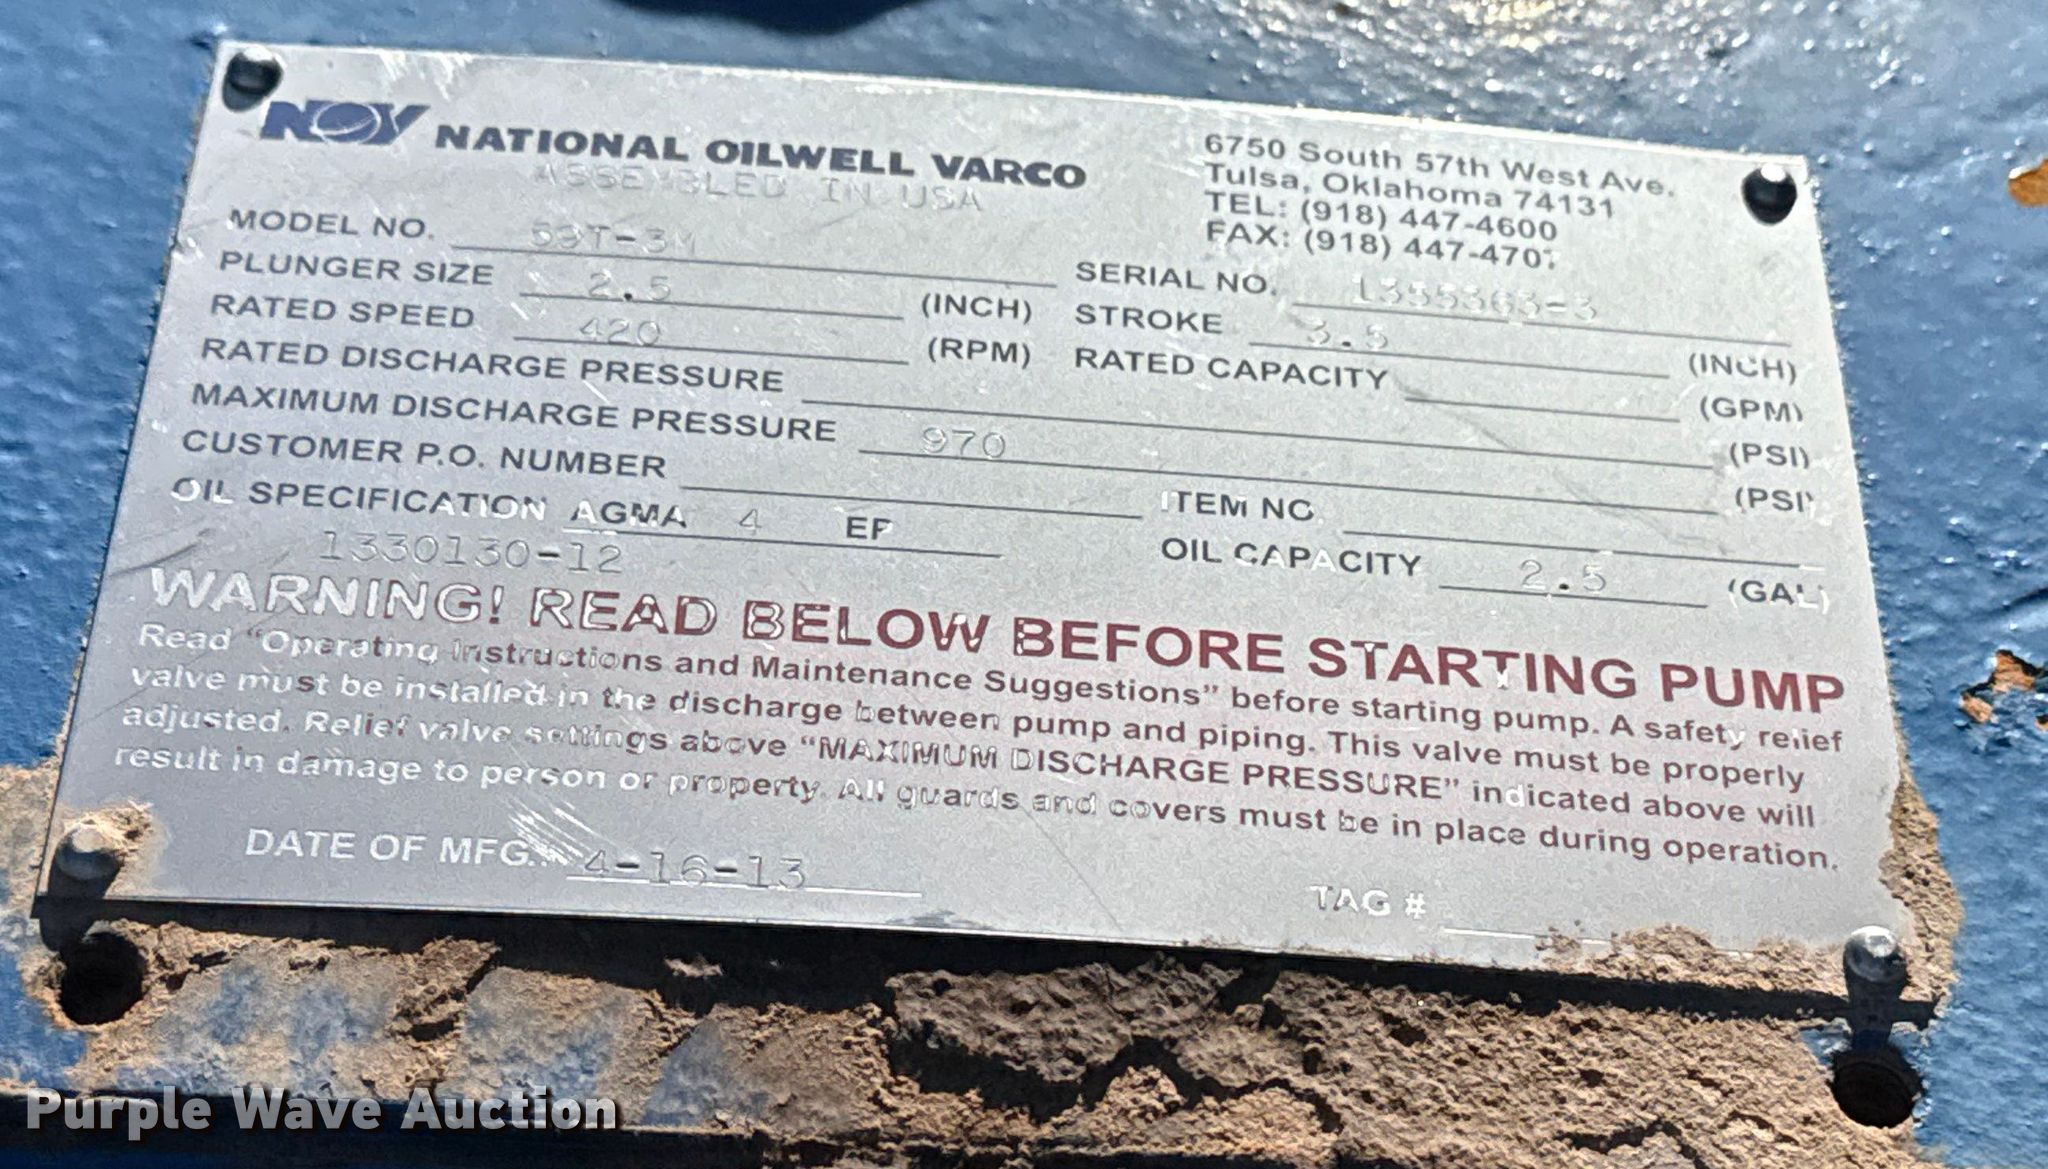 NOV NATIONAL OILWELL VARCO
ASSEMBLED IN USA
6750 South 57th West Ave.
Tulsa, Oklahoma 74131
TEL: (918) 447-4600
FAX: (918) 447-470
MODEL NO. SERIAL NO. 1355363-3
PLUNGER SIZE 2.5 (INCH) STROKE 3.5 (INCH)
RATED SPEED 420 (RPM) RATED CAPACITY (GPM)
RATED DISCHARGE PRESSURE (PSI)
MAXIMUM DISCHARGE PRESSURE 970 (PSI)
CUSTOMER P.O. NUMBER ITEM NO.
OIL SPECIFICATION AGMA 4 EP OIL CAPACITY 2.5 (GAL)
1330130-12
WARNING! READ BELOW BEFORE STARTING PUMP
Read "Operating Instructions and Maintenance Suggestions" before starting pump. A safety relief
valve must be installed in the discharge between pump and piping. This valve must be properly
adjusted. Relief valve settings above "MAXIMUM DISCHARGE PRESSURE" indicated above will
result in damage to person or property. All guards and covers must be in place during operation.
DATE OF MFG. 4-16-13 TAG #
Purple Wave Auction